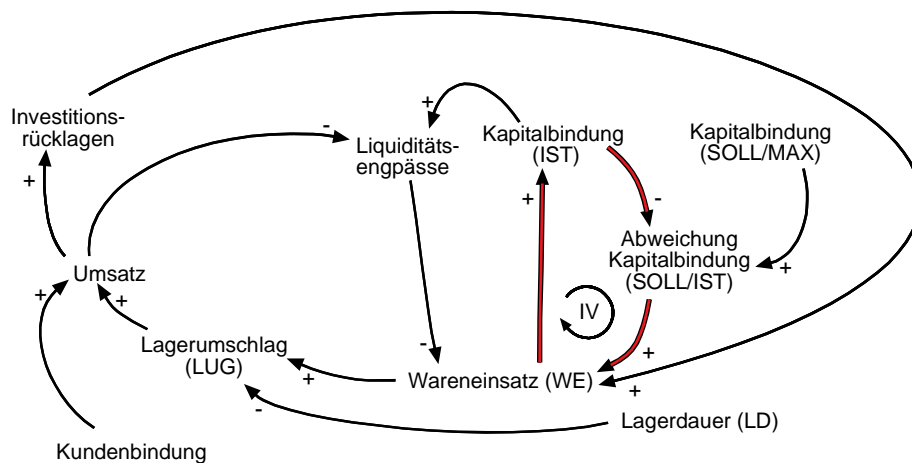 Investitions-
rücklagen
+
-
+
Liquiditäts-
engpässe
Kapitalbindung
(IST)
Kapitalbindung
(SOLL/MAX)
+
-
Abweichung
Kapitalbindung
(SOLL/IST)
+
Umsatz
+
+
IV
Lagerumschlag
(LUG)
-
+
+
Wareneinsatz (WE)
+
-
Lagerdauer (LD)
Kundenbindung